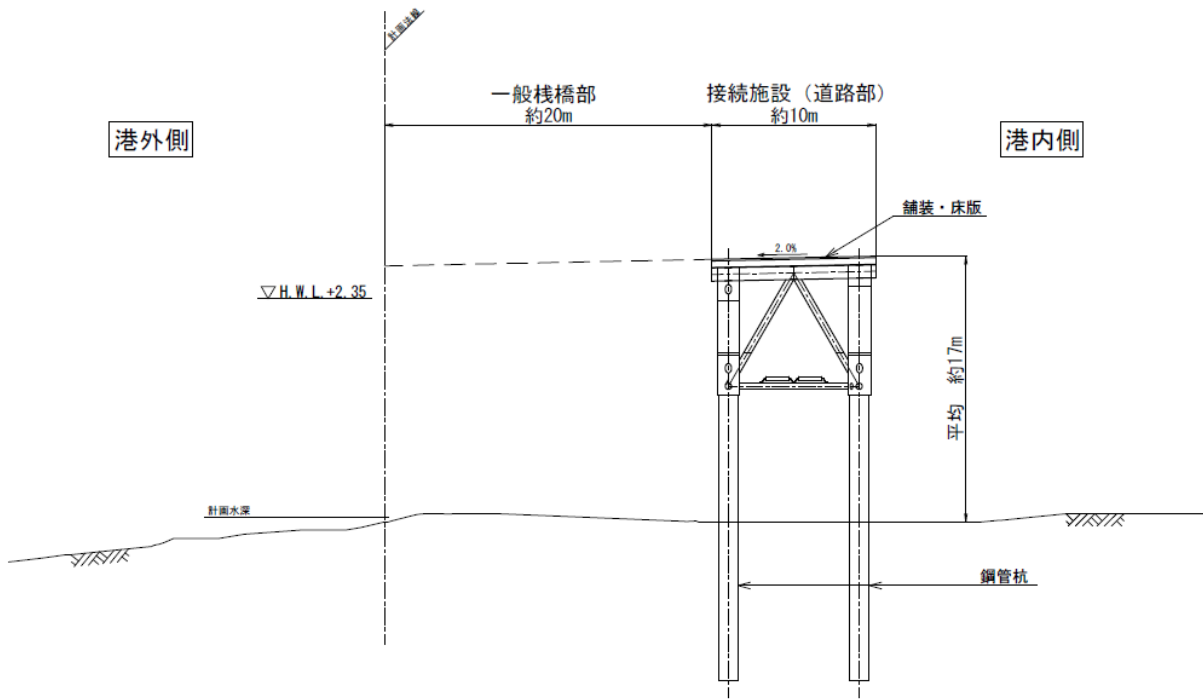 計画法線
一般桟橋部
約20m
接続施設（道路部）
約10m
港外側
港内側
舗装・床版
2.0%
▽H.W.L.+2.35
平均 約17m
計画水深
鋼管杭